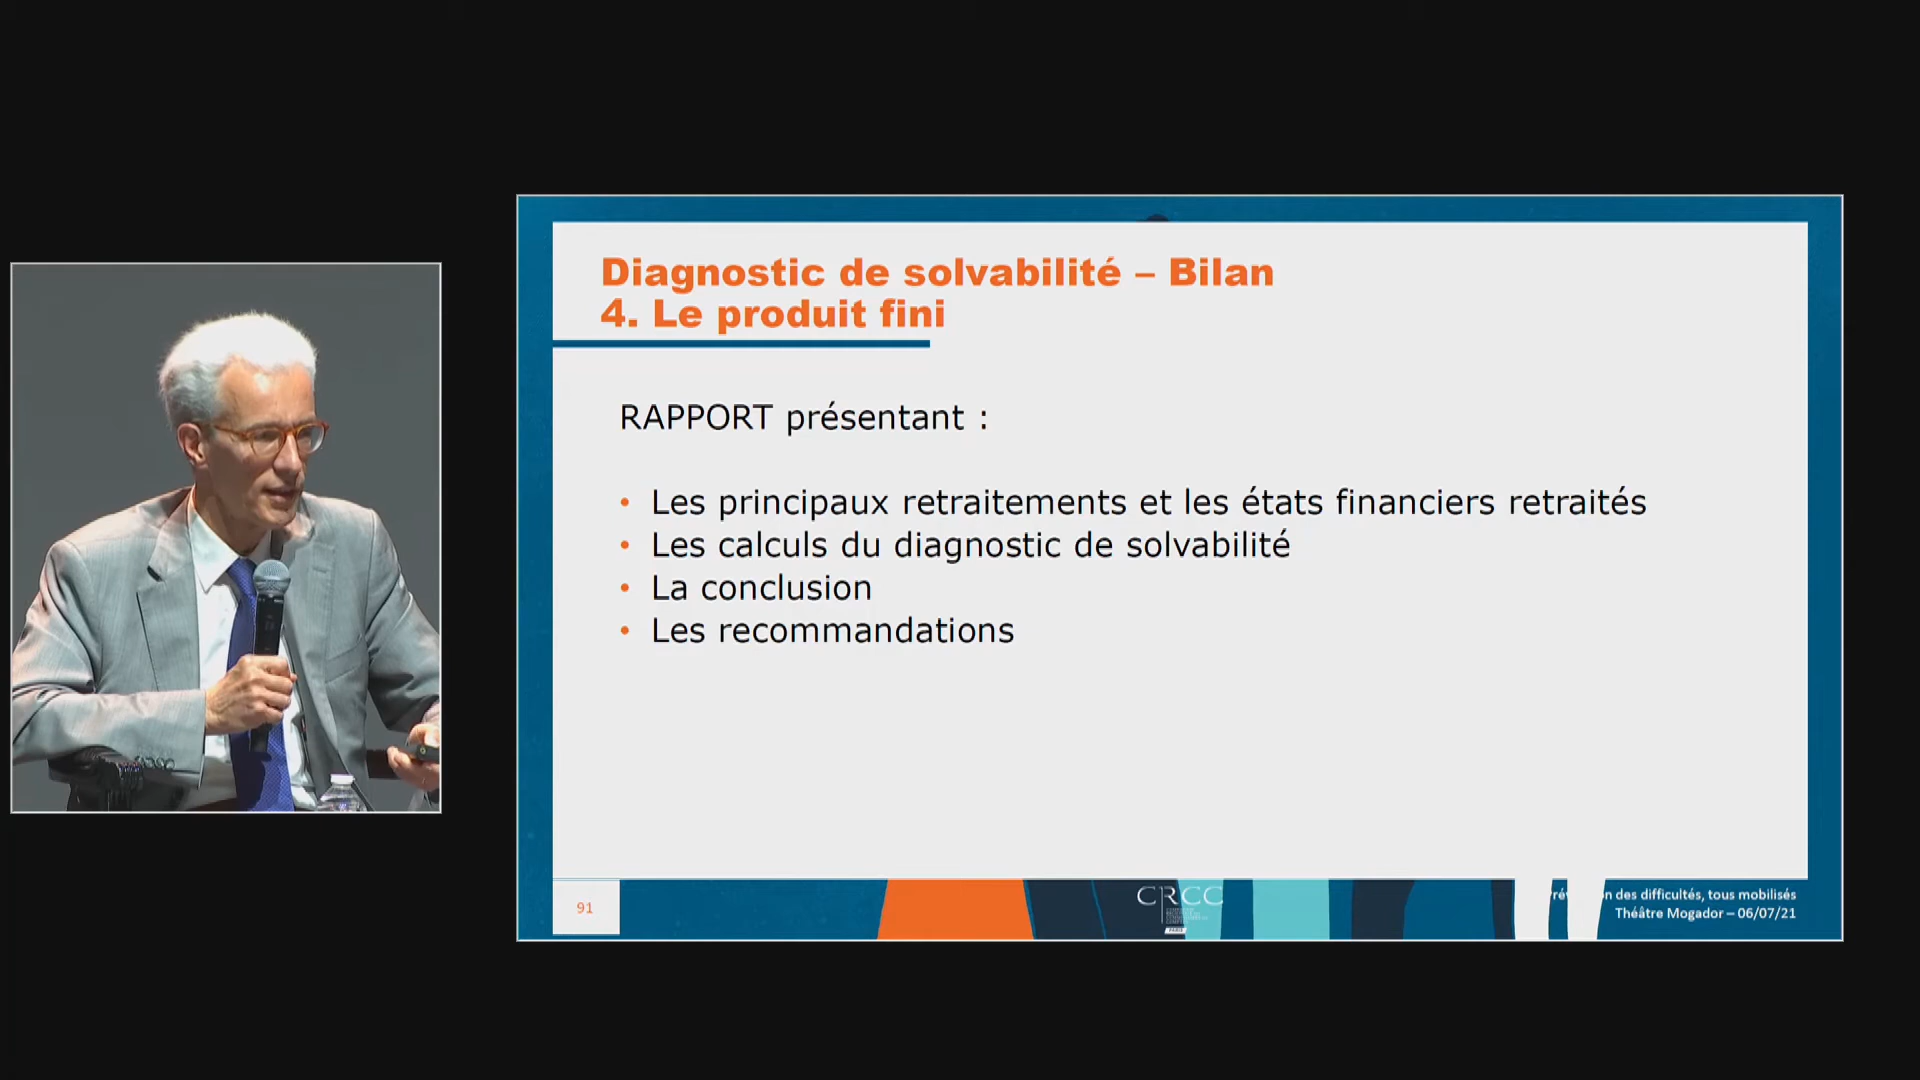 Diagnostic de solvabilité – Bilan
4. Le produit fini
RAPPORT présentant :
• Les principaux retraitements et les états financiers retraités
• Les calculs du diagnostic de solvabilité
• La conclusion
• Les recommandations
91
CRCC
PARIS
des difficultés, tous mobilisés
Théâtre Mogador – 06/07/21